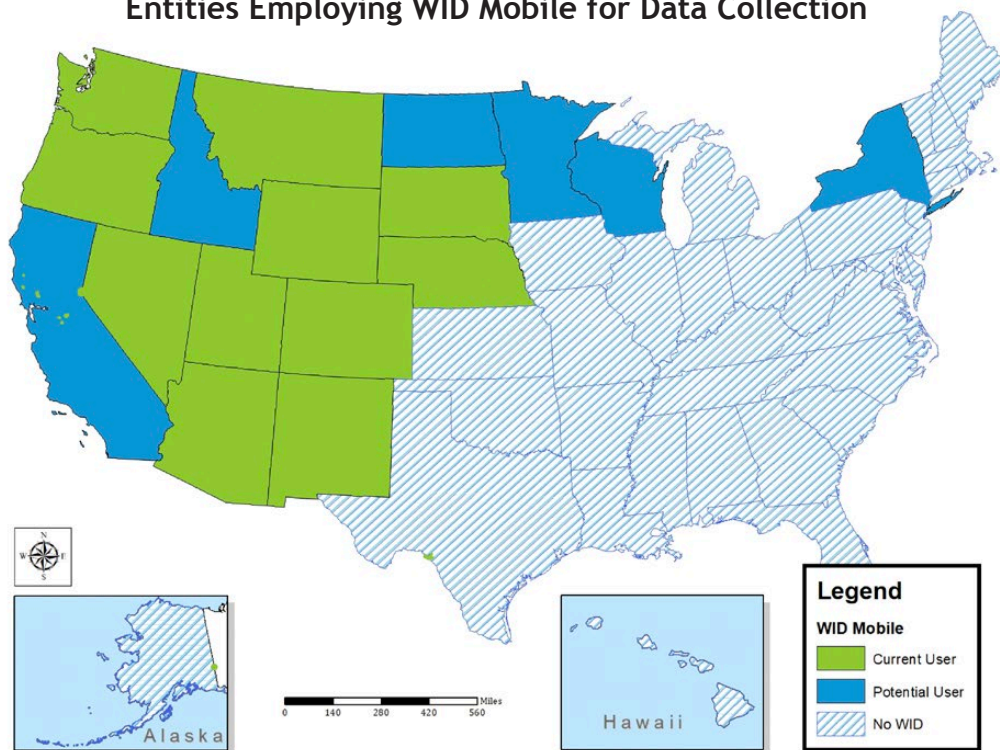 Entities Employing WID Mobile for Data Collection
N
W E
S
Legend
WID Mobile
Current User
Potential User
No WID
Miles
0 140 280 420 560
Alaska
Hawaii